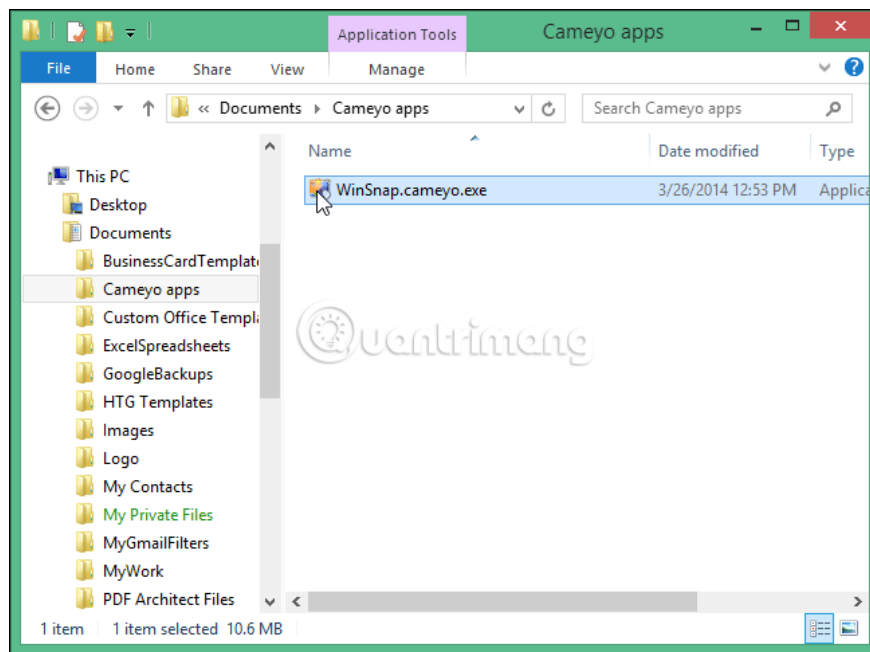 Application Tools
Cameyo apps
File Home Share View Manage
« Documents Cameyo apps
Search Cameyo apps
Name Date modified Type
WinSnap.cameyo.exe 3/26/2014 12:53 PM Applica
This PC
Desktop
Documents
BusinessCardTemplat
Cameyo apps
Custom Office Templ
ExcelSpreadsheets
GoogleBackups
HTG Templates
Images
Logo
My Contacts
My Private Files
MyGmailFilters
MyWork
PDF Architect Files
Quantrimang
1 item 1 item selected 10.6 MB